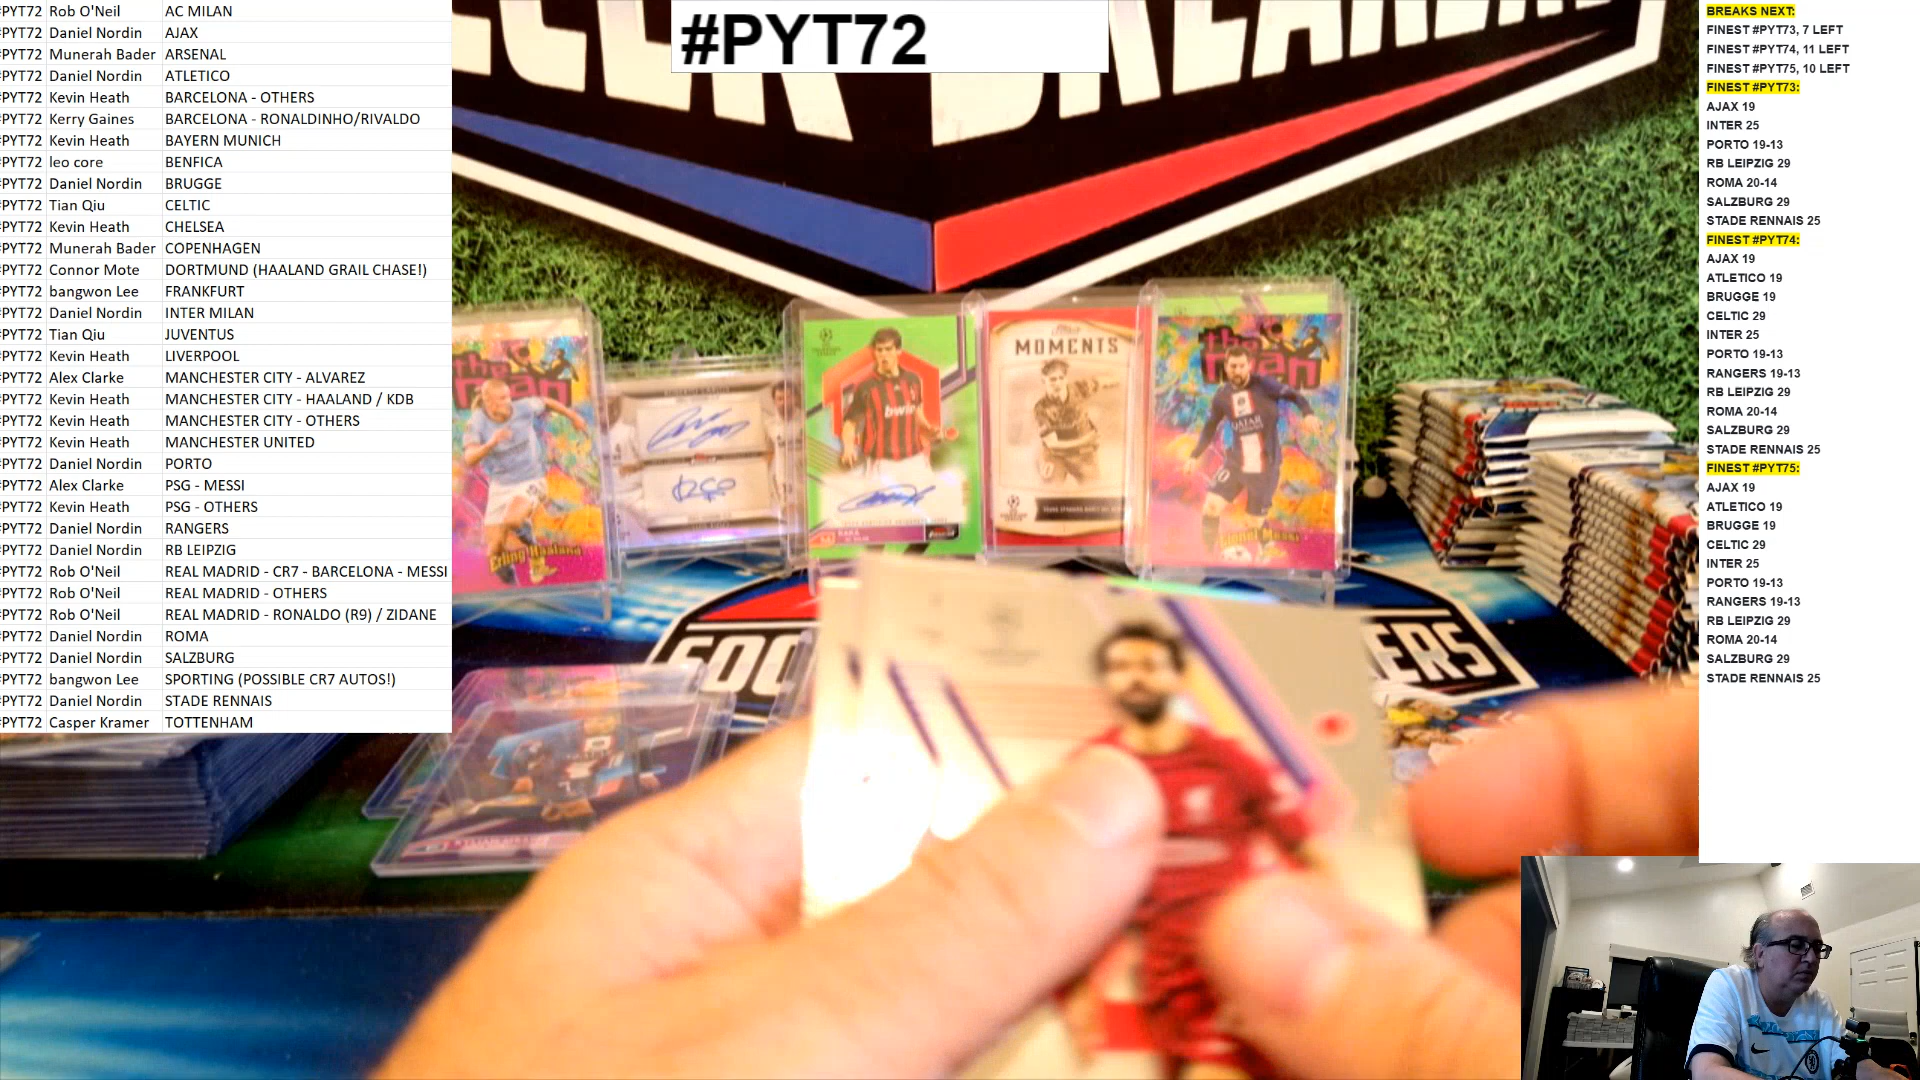 #PYT72 Rob O'Neil AC MILAN
#PYT72 Daniel Nordin AJAX
#PYT72 Munerah Bader ARSENAL
#PYT72 Daniel Nordin ATLETICO
#PYT72 Kevin Heath BARCELONA - OTHERS
#PYT72 Kerry Gaines BARCELONA - RONALDINHO/RIVALDO
#PYT72 Kevin Heath BAYERN MUNICH
#PYT72 leo core BENFICA
#PYT72 Daniel Nordin BRUGGE
#PYT72 Tian Qiu CELTIC
#PYT72 Kevin Heath CHELSEA
#PYT72 Munerah Bader COPENHAGEN
#PYT72 Connor Mote DORTMUND (HAALAND GRAIL CHASE!)
#PYT72 bangwon Lee FRANKFURT
#PYT72 Daniel Nordin INTER MILAN
#PYT72 Tian Qiu JUVENTUS
#PYT72 Kevin Heath LIVERPOOL
#PYT72 Alex Clarke MANCHESTER CITY - ALVAREZ
#PYT72 Kevin Heath MANCHESTER CITY - HAALAND / KDB
#PYT72 Kevin Heath MANCHESTER CITY - OTHERS
#PYT72 Kevin Heath MANCHESTER UNITED
#PYT72 Daniel Nordin PORTO
#PYT72 Alex Clarke PSG - MESSI
#PYT72 Kevin Heath PSG - OTHERS
#PYT72 Daniel Nordin RANGERS
#PYT72 Daniel Nordin RB LEIPZIG
#PYT72 Rob O'Neil REAL MADRID - CR7 - BARCELONA - MESSI
#PYT72 Rob O'Neil REAL MADRID - OTHERS
#PYT72 Rob O'Neil REAL MADRID - RONALDO (R9) / ZIDANE
#PYT72 Daniel Nordin ROMA
#PYT72 Daniel Nordin SALZBURG
#PYT72 bangwon Lee SPORTING (POSSIBLE CR7 AUTOS!)
#PYT72 Daniel Nordin STADE RENNAIS
#PYT72 Casper Kramer TOTTENHAM
#PYT72
the man
Erling Haaland
bwin
MOMENTS
the man
Lionel Messi
ERS
BREAKS NEXT:
FINEST #PYT73, 7 LEFT
FINEST #PYT74, 11 LEFT
FINEST #PYT75, 10 LEFT
FINEST #PYT73:
AJAX 19
INTER 25
PORTO 19-13
RB LEIPZIG 29
ROMA 20-14
SALZBURG 29
STADE RENNAIS 25
FINEST #PYT74:
AJAX 19
ATLETICO 19
BRUGGE 19
CELTIC 29
INTER 25
PORTO 19-13
RANGERS 19-13
RB LEIPZIG 29
ROMA 20-14
SALZBURG 29
STADE RENNAIS 25
FINEST #PYT75:
AJAX 19
ATLETICO 19
BRUGGE 19
CELTIC 29
INTER 25
PORTO 19-13
RANGERS 19-13
RB LEIPZIG 29
ROMA 20-14
SALZBURG 29
STADE RENNAIS 25